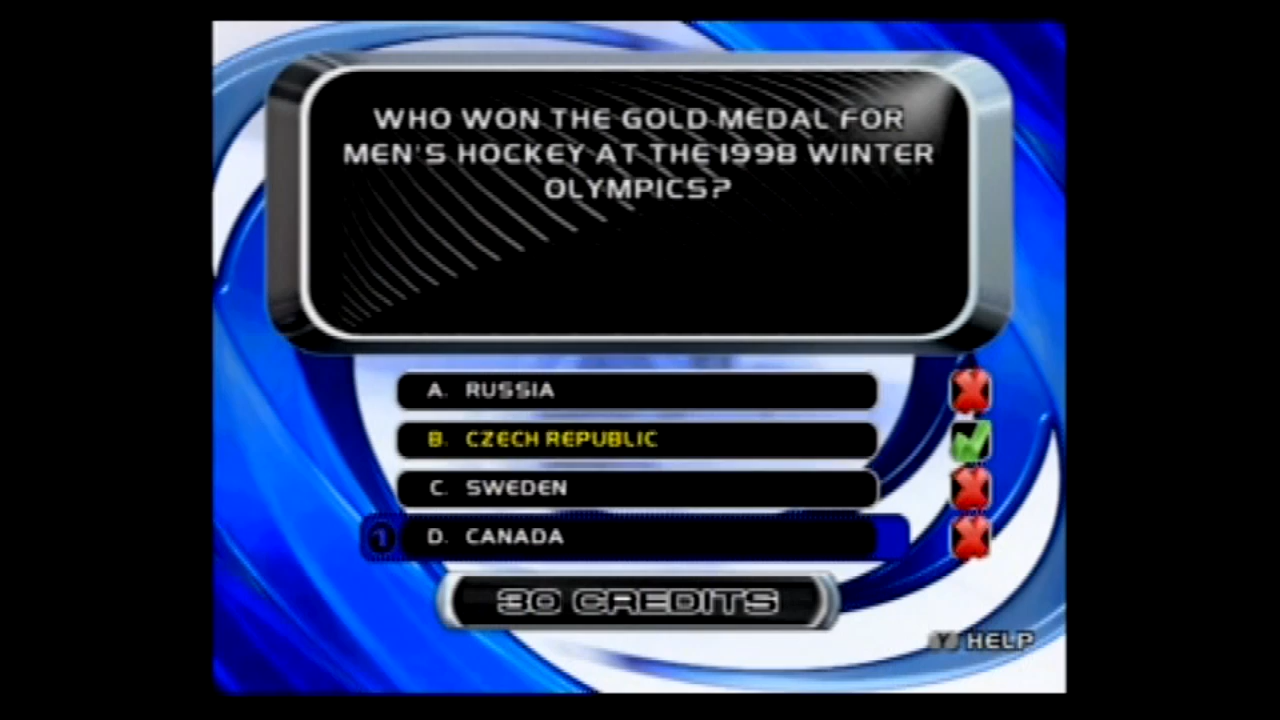 WHO WON THE GOLD MEDAL FOR
MEN'S HOCKEY AT THE 1998 WINTER
OLYMPICS?
A. RUSSIA
B. CZECH REPUBLIC
C. SWEDEN
1 D. CANADA
30 CREDITS
Y HELP